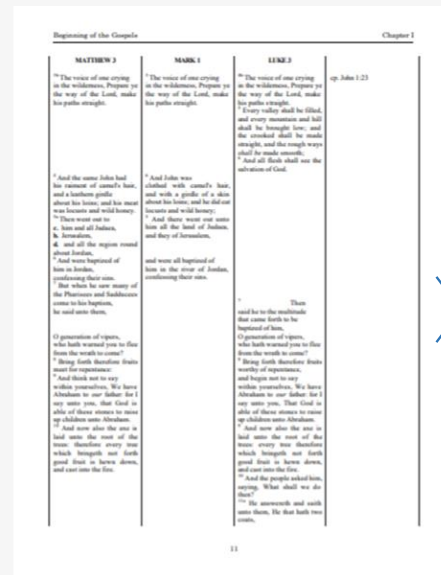 Beginning of the Gospels
Chapter I
MATTHEW 3
The voice of one crying
in the wilderness, Prepare ye
the way of the Lord, make
his paths straight.
And the same John had
his raiment of camel's hair,
and a leathern girdle
about his loins; and his meat
was locusts and wild honey.
Then went out to
c. him and all Judaea,
b. Jerusalem,
d. and all the region round
about Jordan,
And were baptized of
him in Jordan,
confessing their sins.
But when he saw many of
the Pharisees and Sadducees
come to his baptism,
he said unto them,
O generation of vipers,
who hath warned you to flee
from the wrath to come?
Bring forth therefore fruits
meet for repentance:
And think not to say
within yourselves, We have
Abraham to our father: for I
say unto you, that God is
able of these stones to raise
up children unto Abraham.
And now also the axe is
laid unto the root of the
trees: therefore every tree
which bringeth not forth
good fruit is hewn down,
and cast into the fire.
MARK 1
The voice of one crying
in the wilderness, Prepare ye
the way of the Lord, make
his paths straight.
And John was
clothed with camel's hair,
and with a girdle of a skin
about his loins; and he did eat
locusts and wild honey;
And there went out unto
him all the land of Judaea,
and they of Jerusalem,
and were all baptized of
him in the river of Jordan,
confessing their sins.
LUKE 3
The voice of one crying
in the wilderness, Prepare ye
the way of the Lord, make
his paths straight.
Every valley shall be filled,
and every mountain and hill
shall be brought low; and
the crooked shall be made
straight, and the rough ways
shall be made smooth;
And all flesh shall see the
salvation of God.
Then
said he to the multitude
that came forth to be
baptized of him,
O generation of vipers,
who hath warned you to flee
from the wrath to come?
Bring forth therefore fruits
worthy of repentance,
and begin not to say
within yourselves, We have
Abraham to our father: for I
say unto you, That God is
able of these stones to raise
up children unto Abraham.
And now also the axe is
laid unto the root of the
trees: every tree therefore
which bringeth not forth
good fruit is hewn down,
and cast into the fire.
And the people asked him,
saying, What shall we do
then?
He answereth and saith
unto them, He that hath two
coats,
cp. John 1:23
11